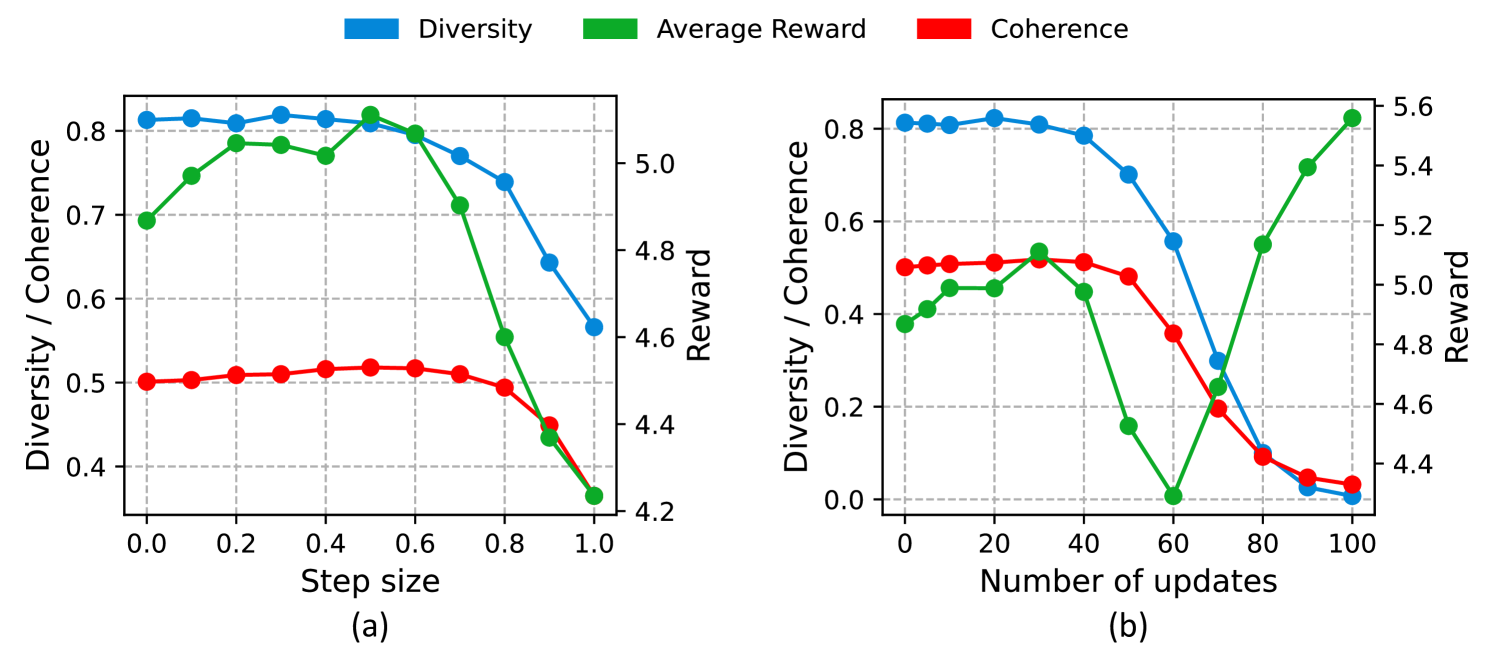 Diversity Average Reward Coherence
Diversity / Coherence
0.8
0.7
0.6
0.5
0.4
5.0
4.8
4.6
4.4
4.2
Reward
0.0 0.2 0.4 0.6 0.8 1.0
Step size
(a)
Diversity / Coherence
0.8
0.6
0.4
0.2
0.0
5.6
5.4
5.2
5.0
4.8
4.6
4.4
Reward
0 20 40 60 80 100
Number of updates
(b)